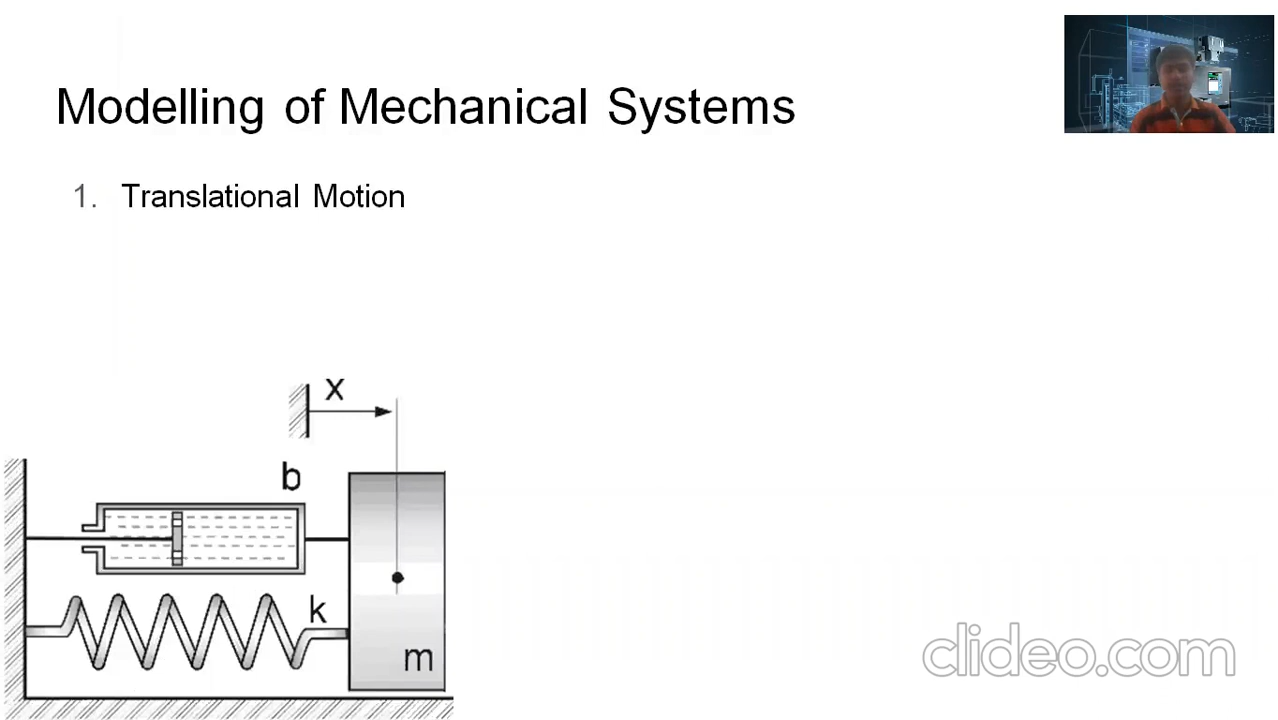 Modelling of Mechanical Systems
1. Translational Motion
x
b
k
m
clideo.com